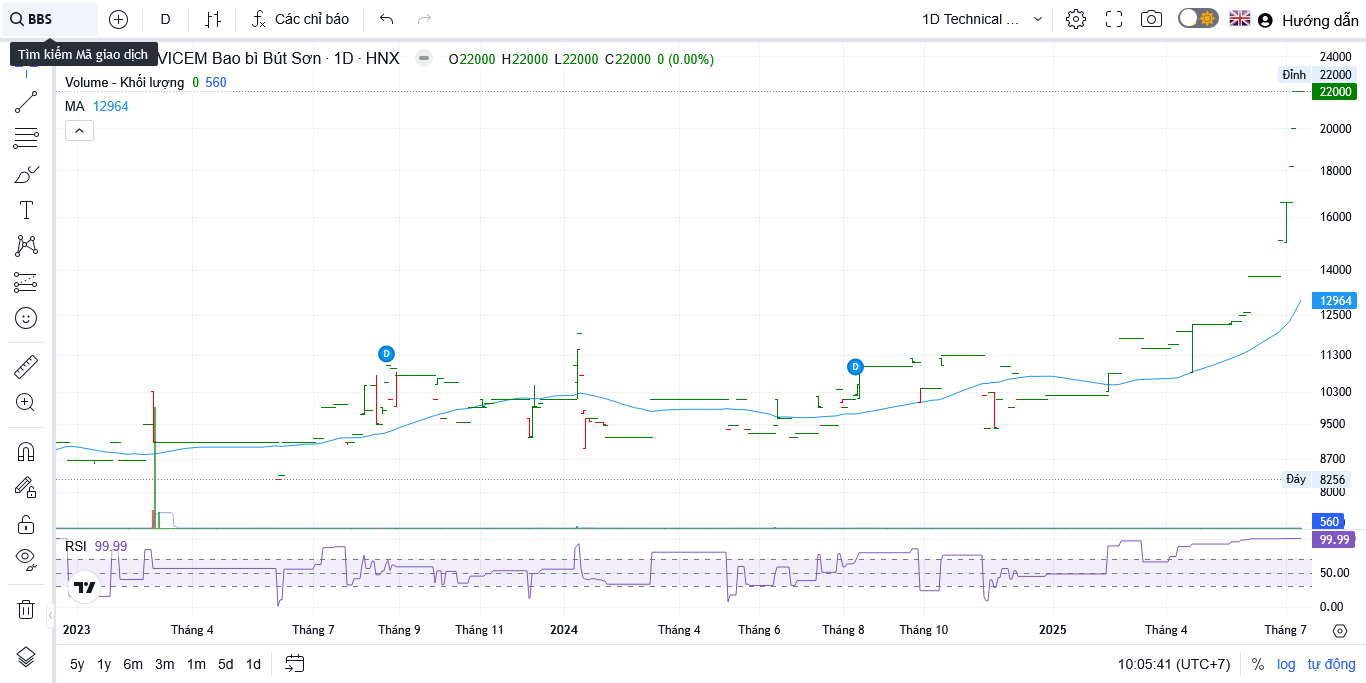 BBS
D
Các chỉ báo
1D Technical ...
Hướng dẫn
Tìm kiếm Mã giao dịch
VICEM Bao bì Bút Sơn · 1D · HNX
O22000 H22000 L22000 C22000 0 (0.00%)
Volume - Khối lượng 0 560
MA 12964
24000
Đỉnh 22000
22000
20000
18000
16000
14000
12964
12500
11300
10300
9500
8700
Đáy 8256
8000
560
D
D
RSI 99.99
99.99
50.00
0.00
2023 Tháng 4 Tháng 7 Tháng 9 Tháng 11 2024 Tháng 4 Tháng 6 Tháng 8 Tháng 10 2025 Tháng 4 Tháng 7
5y 1y 6m 3m 1m 5d 1d
10:05:41 (UTC+7) % log tự động